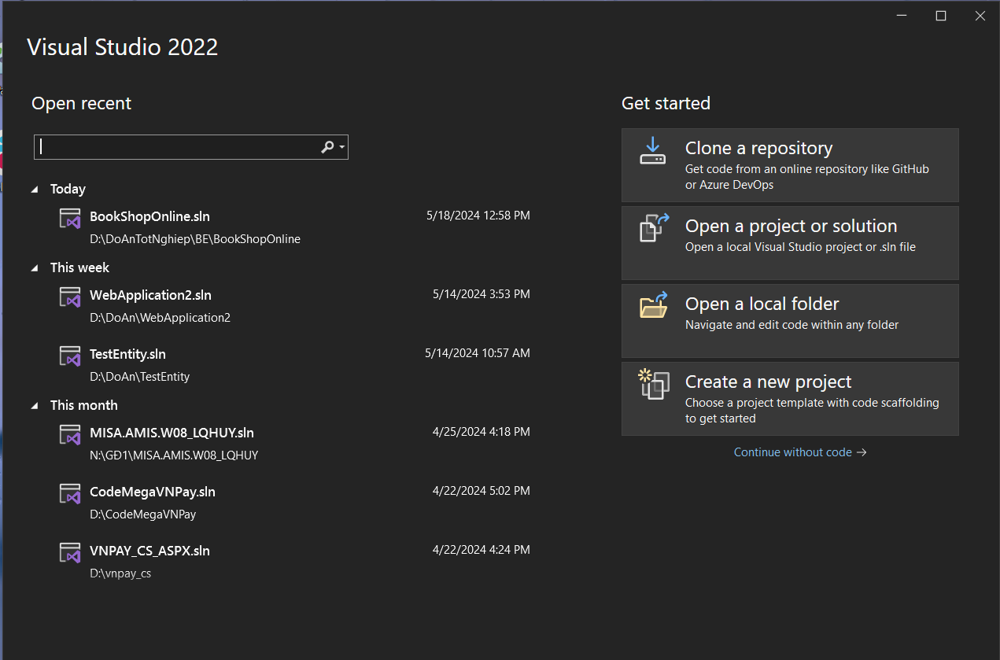 Visual Studio 2022
Open recent
Today
BookShopOnline.sln
5/18/2024 12:58 PM
D:\DoAnTotNghiep\BE\BookShopOnline
This week
WebApplication2.sln
5/14/2024 3:53 PM
D:\DoAn\WebApplication2
TestEntity.sln
5/14/2024 10:57 AM
D:\DoAn\TestEntity
This month
MISA.AMIS.W08_LQHUY.sln
4/25/2024 4:18 PM
N:\GĐ1\MISA.AMIS.W08_LQHUY
CodeMegaVNPay.sln
4/22/2024 5:02 PM
D:\CodeMegaVNPay
VNPAY_CS_ASPX.sln
4/22/2024 4:24 PM
D:\vnpay_cs
Get started
Clone a repository
Get code from an online repository like GitHub
or Azure DevOps
Open a project or solution
Open a local Visual Studio project or .sln file
Open a local folder
Navigate and edit code within any folder
Create a new project
Choose a project template with code scaffolding
to get started
Continue without code →